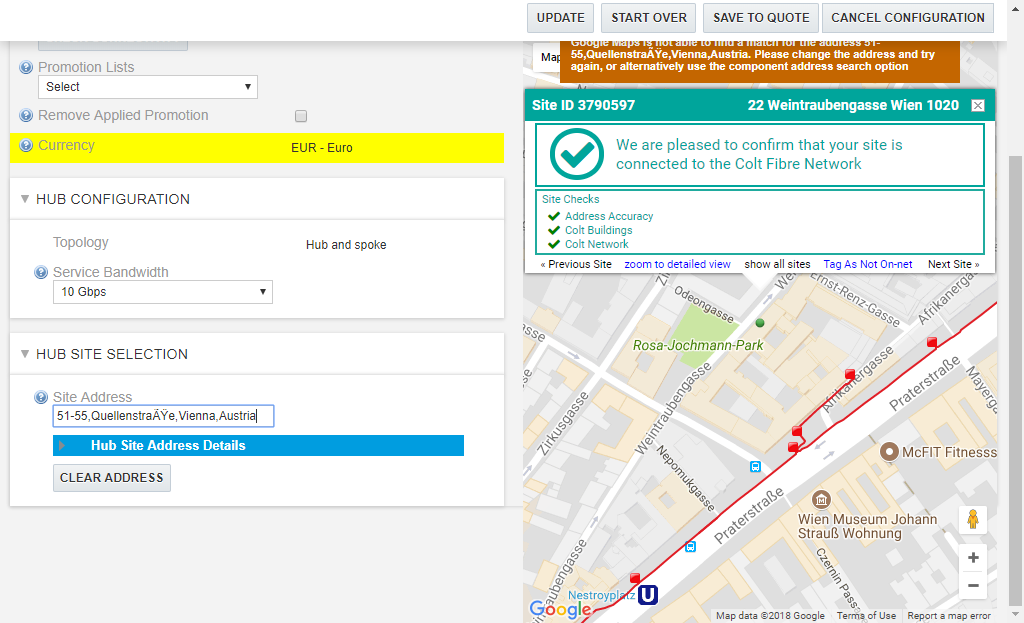 UPDATE
START OVER
SAVE TO QUOTE
CANCEL CONFIGURATION
Promotion Lists
Select
Remove Applied Promotion
Currency
EUR - Euro
HUB CONFIGURATION
Topology
Hub and spoke
Service Bandwidth
10 Gbps
HUB SITE SELECTION
Site Address
51-55,QuellenstraÃŸe,Vienna,Austria
Hub Site Address Details
CLEAR ADDRESS
Map
Google Maps is not able to find a match for the address 51-
55,QuellenstraÃŸe,Vienna,Austria. Please change the address and try
again, or alternatively use the component address search option
Site ID 3790597
22 Weintraubengasse Wien 1020
We are pleased to confirm that your site is
connected to the Colt Fibre Network
Site Checks
Address Accuracy
Colt Buildings
Colt Network
« Previous Site
zoom to detailed view
show all sites
Tag As Not On-net
Next Site »
Odeongasse
Ernst-Renz-Gasse
Afrikanergasse
Rosa-Jochmann-Park
Zirkusgasse
Weintraubengasse
Afrikanergasse
Praterstraße
Nepomukgasse
McFIT Fitnesss
Praterstraße
Wien Museum Johann
Strauß Wohnung
Weintraubengasse
Nestroyplatz
U
Google
Map data ©2018 Google
Terms of Use
Report a map error